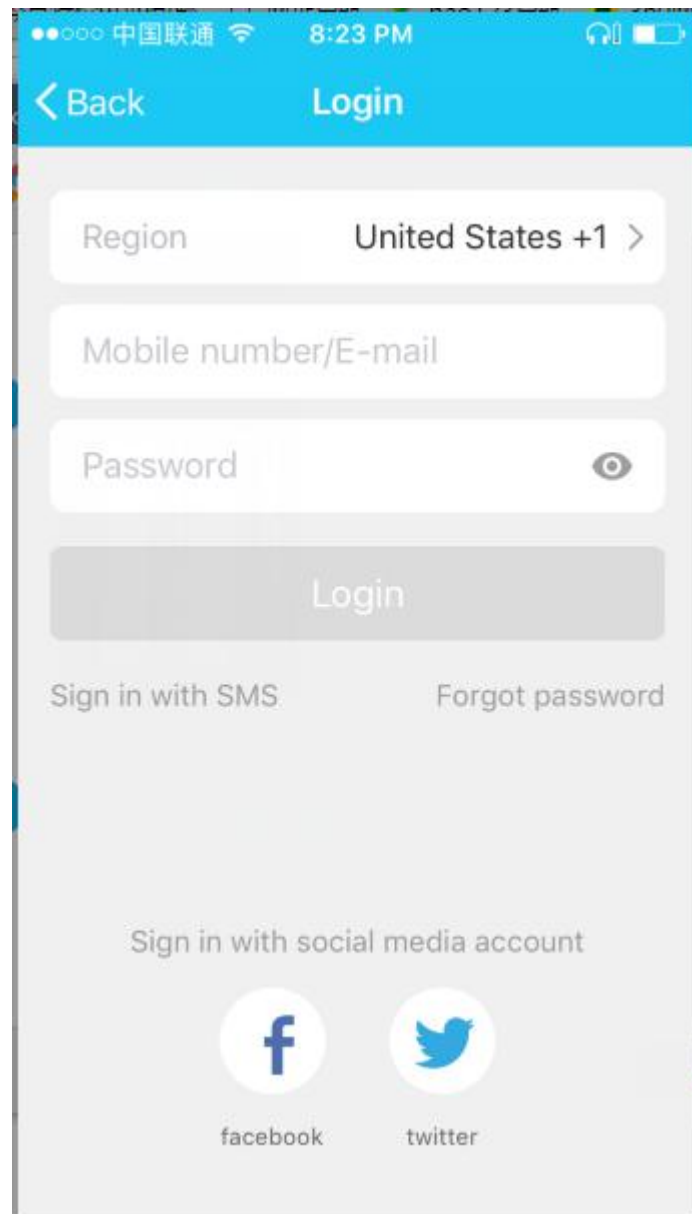 中国联通 8:23 PM
Back Login
Region United States +1
Mobile number/E-mail
Password
Login
Sign in with SMS Forgot password
Sign in with social media account
facebook twitter